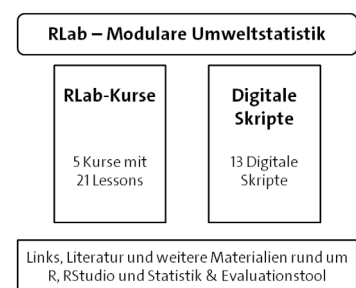 RLab – Modulare Umweltstatistik
RLab-Kurse
5 Kurse mit
21 Lessons
Digitale
Skripte
13 Digitale
Skripte
Links, Literatur und weitere Materialien rund um
R, RStudio und Statistik & Evaluationstool